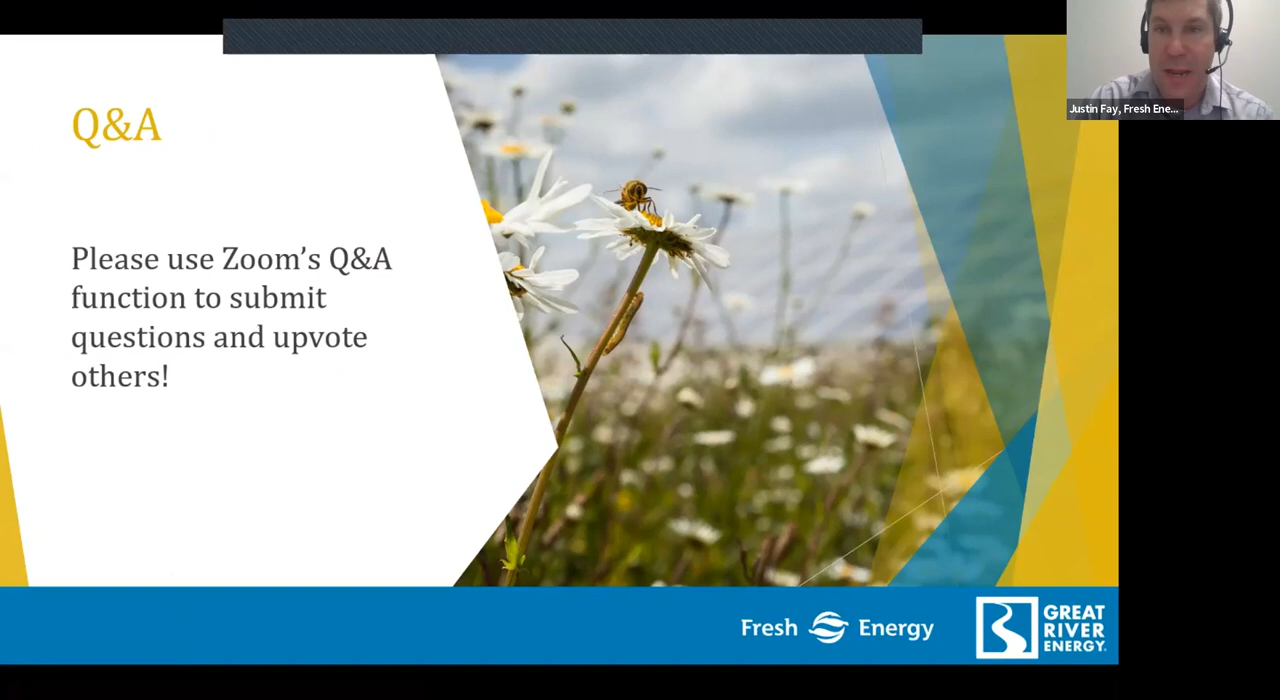 Justin Fay, Fresh Ene...
Q&A
Please use Zoom's Q&A
function to submit
questions and upvote
others!
Fresh Energy
GREAT
RIVER
ENERGY.